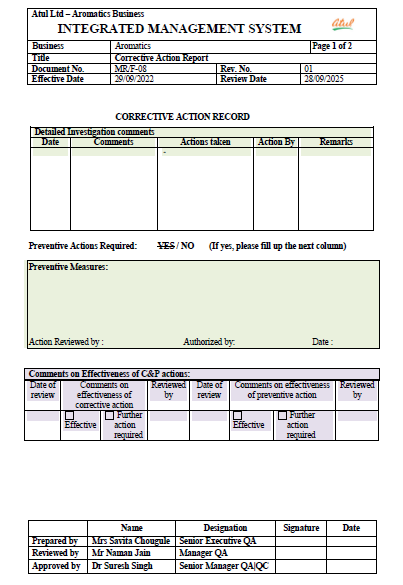 Atul Ltd – Aromatics Business
INTEGRATED MANAGEMENT SYSTEM
Atul
Business Aromatics Page 1 of 2
Title Corrective Action Report
Document No. MR/F-08 Rev. No. 01
Effective Date 29/09/2022 Review Date 28/09/2025
CORRECTIVE ACTION RECORD
Detailed Investigation comments
Date Comments Actions taken Action By Remarks
-
Preventive Actions Required: YES / NO (If yes, please fill up the next column)
Preventive Measures:
Action Reviewed by : Authorized by: Date :
Comments on Effectiveness of C&P actions:
Date of Comments on Reviewed Date of Comments on effectiveness Reviewed
review effectiveness of by review of preventive action by
corrective action
Further Further
Effective action Effective action
required required
Name Designation Signature Date
Prepared by Mrs Savita Chougule Senior Executive QA
Reviewed by Mr Naman Jain Manager QA
Approved by Dr Suresh Singh Senior Manager QA|QC